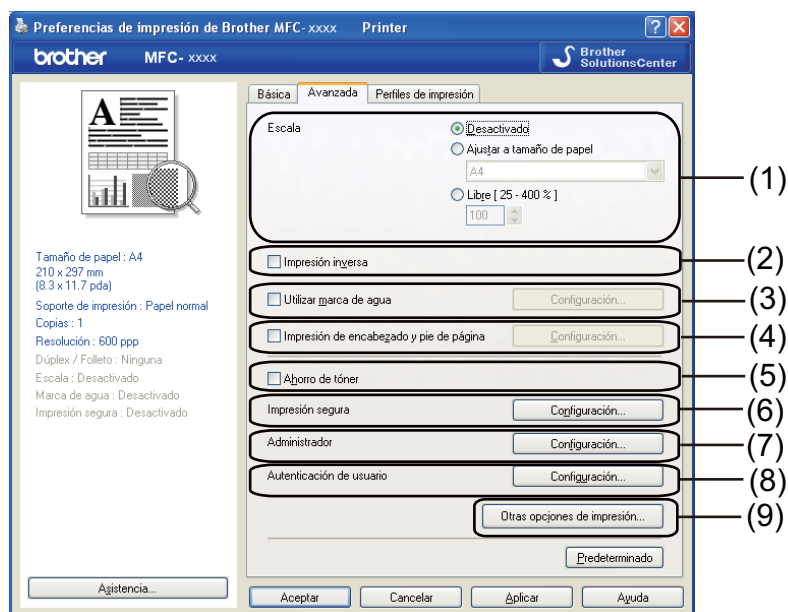 Preferencias de impresión de Brother MFC-xxxx Printer
brother MFC- xxxx
Brother
SolutionsCenter
Básica Avanzada Perfiles de impresión
A
Tamaño de papel : A4
210 x 297 mm
(8.3 x 11.7 pda)
Soporte de impresión : Papel normal
Copias : 1
Resolución : 600 ppp
Dúplex / Folleto : Ninguna
Escala : Desactivado
Marca de agua : Desactivado
Impresión segura : Desactivado
Asistencia...
Escala
Desactivado
Ajustar a tamaño de papel
A4
Libre [ 25 - 400 % ]
100
(1)
Impresión inversa (2)
Utilizar marca de agua Configuración... (3)
Impresión de encabezado y pie de página Configuración... (4)
Ahorro de tóner (5)
Impresión segura Configuración... (6)
Administrador Configuración... (7)
Autenticación de usuario Configuración... (8)
Otras opciones de impresión... (9)
Predeterminado
Aceptar Cancelar Aplicar Ayuda